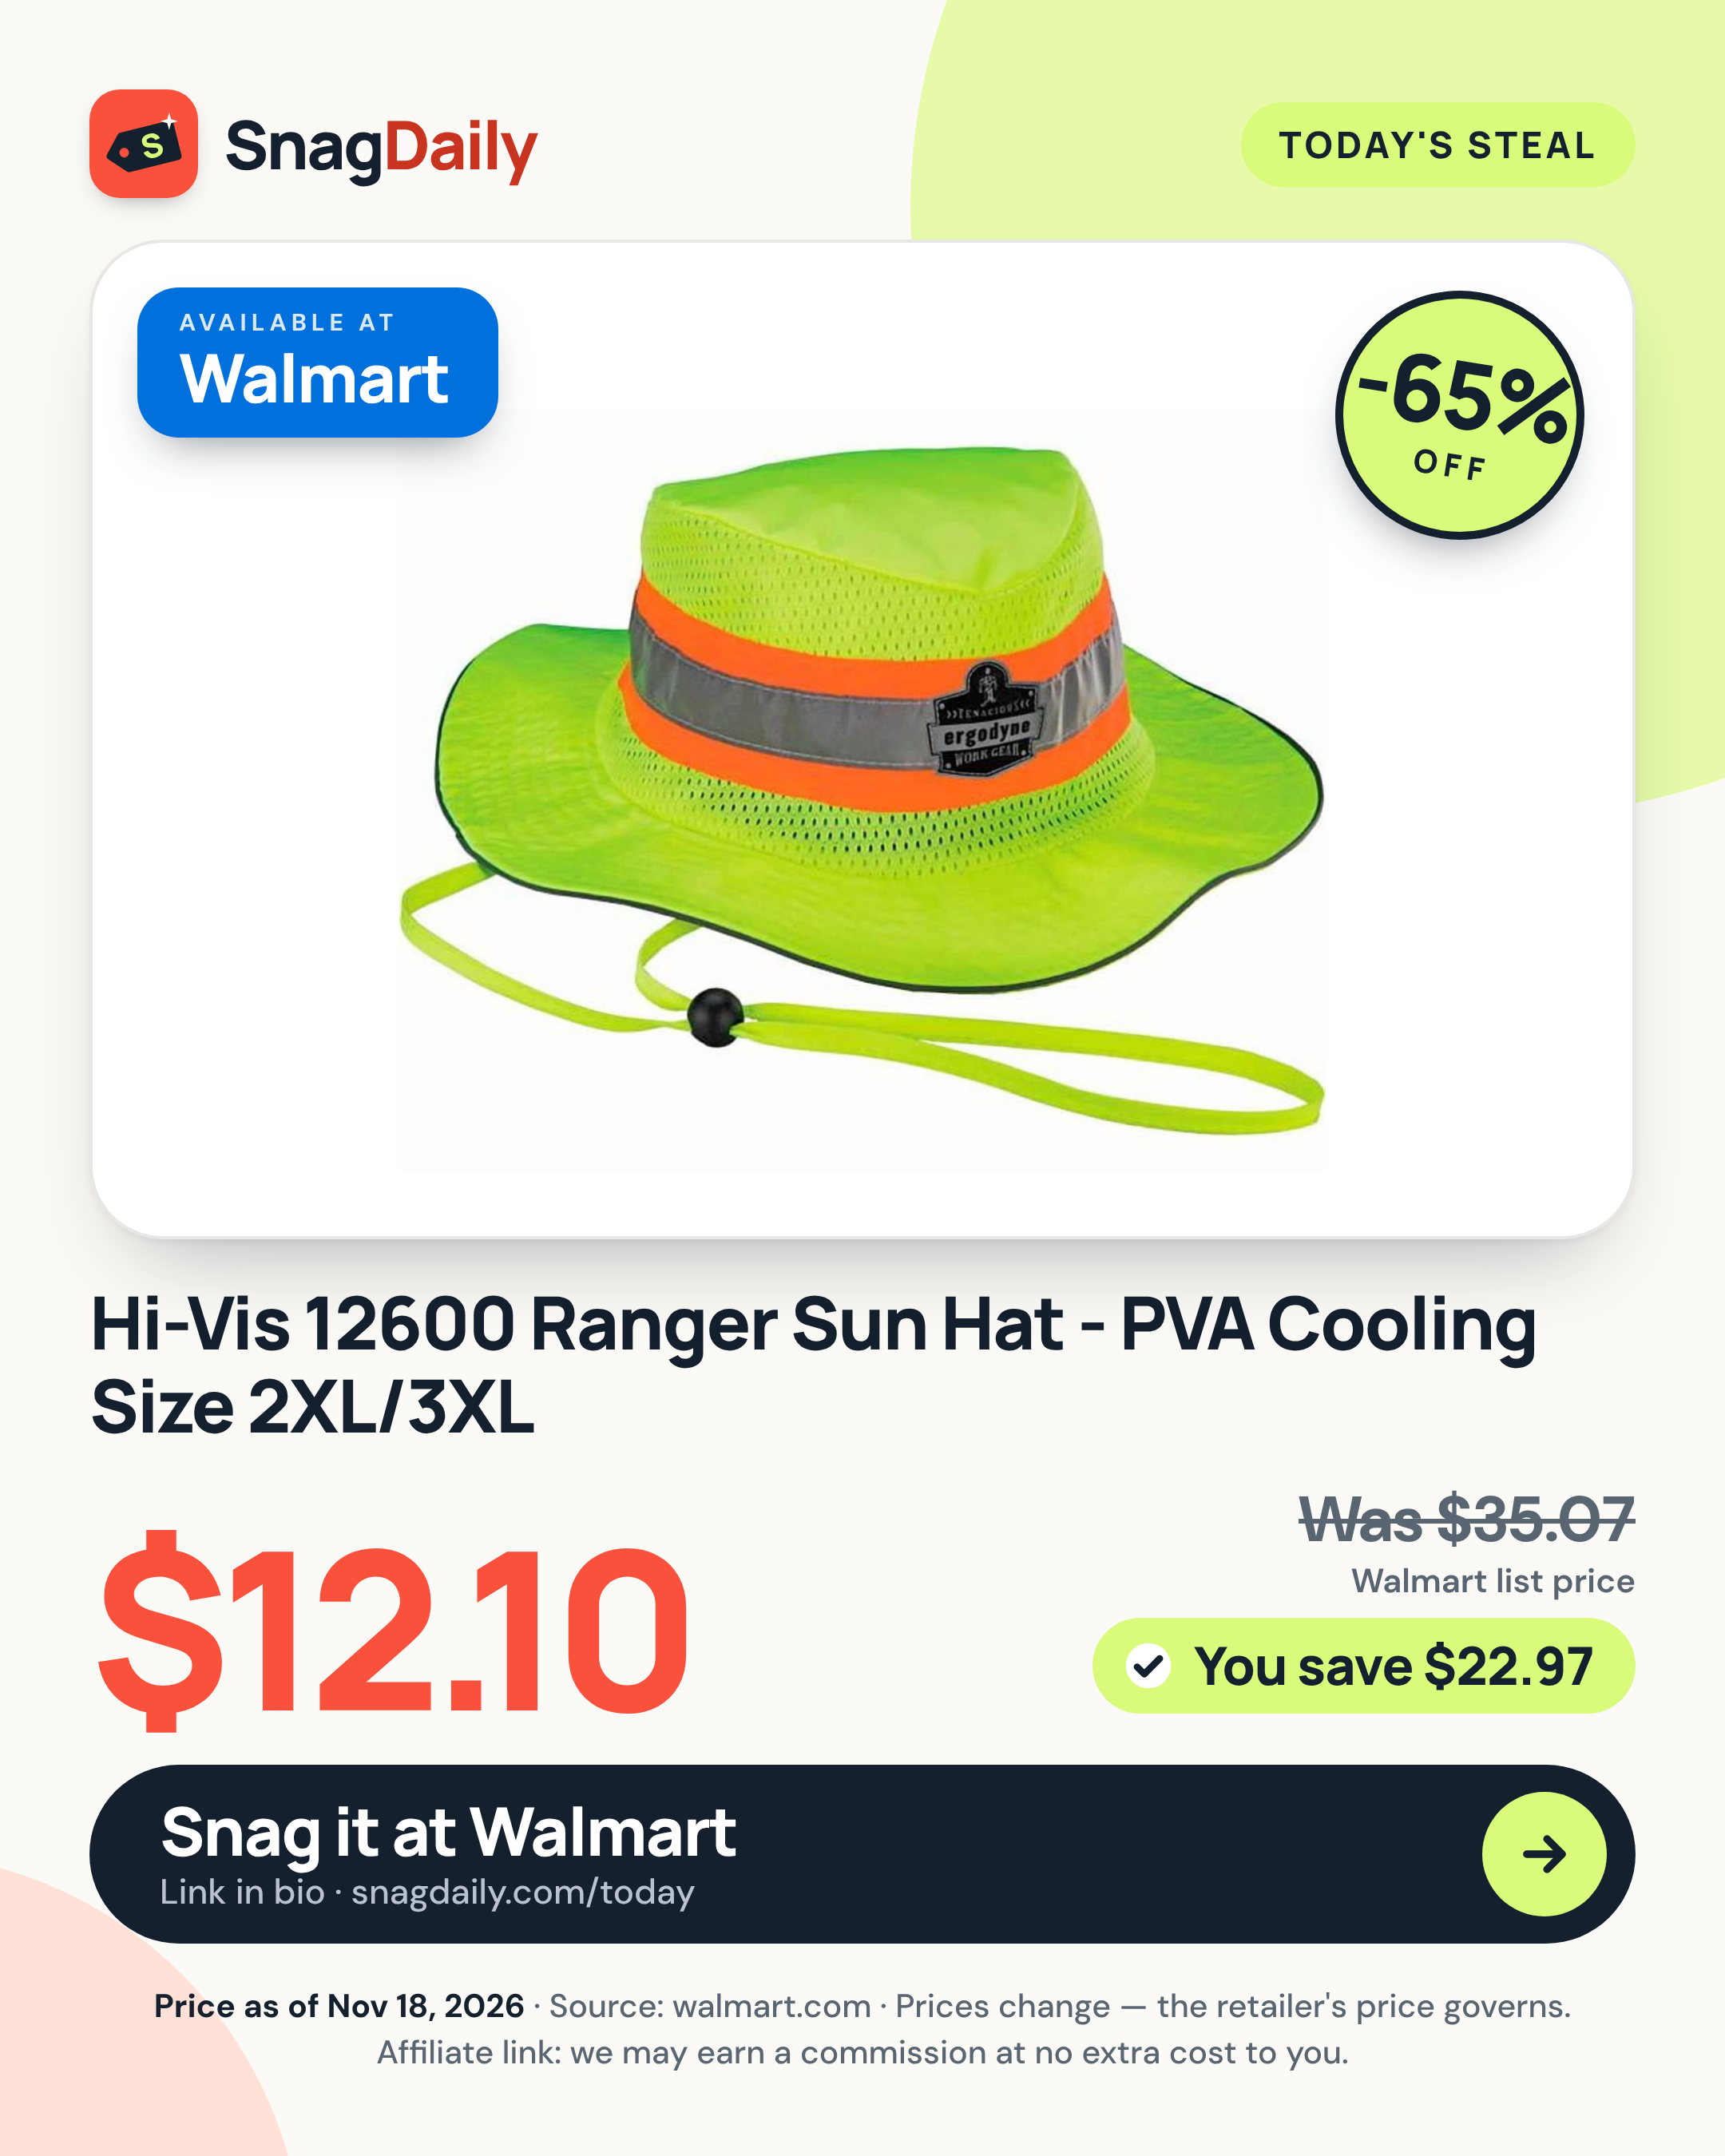 S
SnagDaily
TODAY'S STEAL
AVAILABLE AT
Walmart
-65%
OFF
»TENACIOUS«
ergodyne
WORK GEAR
Hi-Vis 12600 Ranger Sun Hat - PVA Cooling
Size 2XL/3XL
$12.10
Was $35.07
Walmart list price
You save $22.97
Snag it at Walmart
Link in bio · snagdaily.com/today
Price as of Nov 18, 2026 · Source: walmart.com · Prices change — the retailer's price governs.
Affiliate link: we may earn a commission at no extra cost to you.